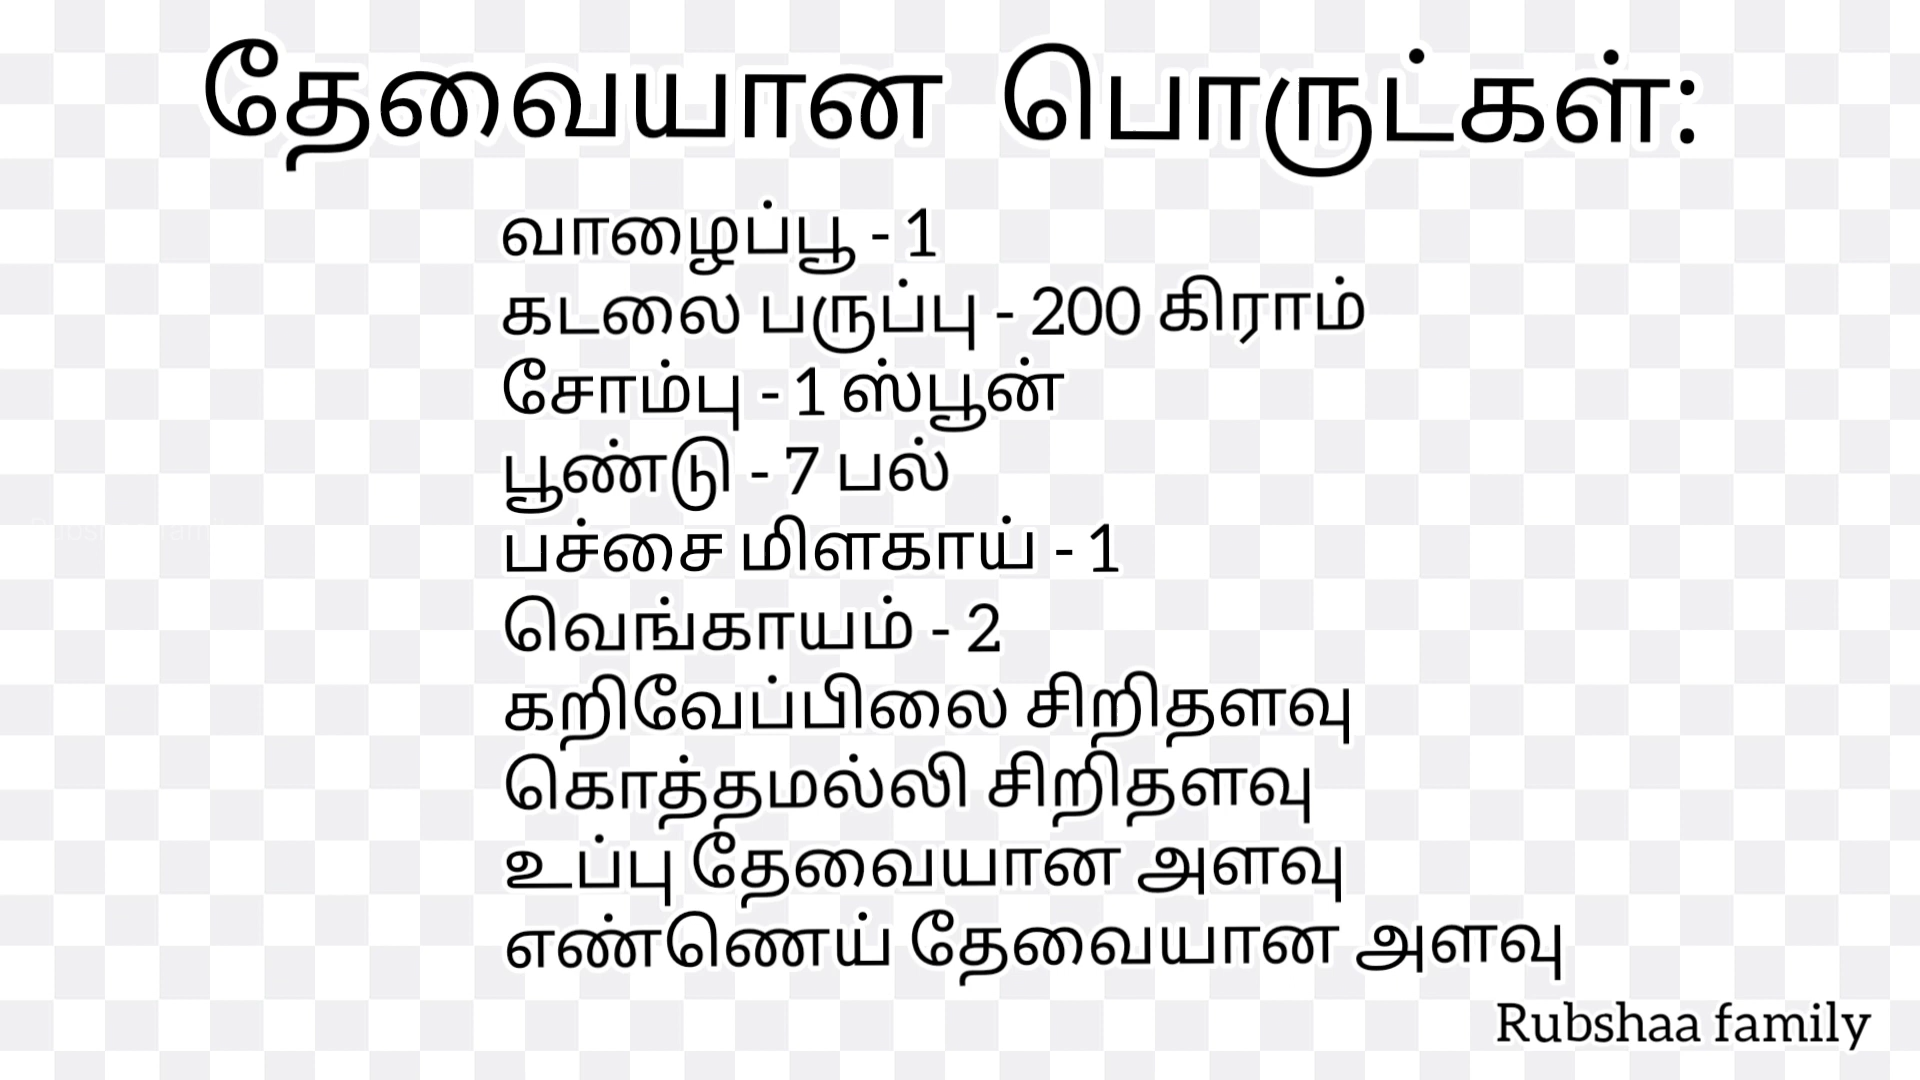 தேவையான பொருட்கள்:
வாழைப்பூ - 1
கடலை பருப்பு - 200 கிராம்
சோம்பு - 1 ஸ்பூன்
பூண்டு - 7 பல்
பச்சை மிளகாய் - 1
வெங்காயம் - 2
கறிவேப்பிலை சிறிதளவு
கொத்தமல்லி சிறிதளவு
உப்பு தேவையான அளவு
எண்ணெய் தேவையான அளவு
Rubshaa family